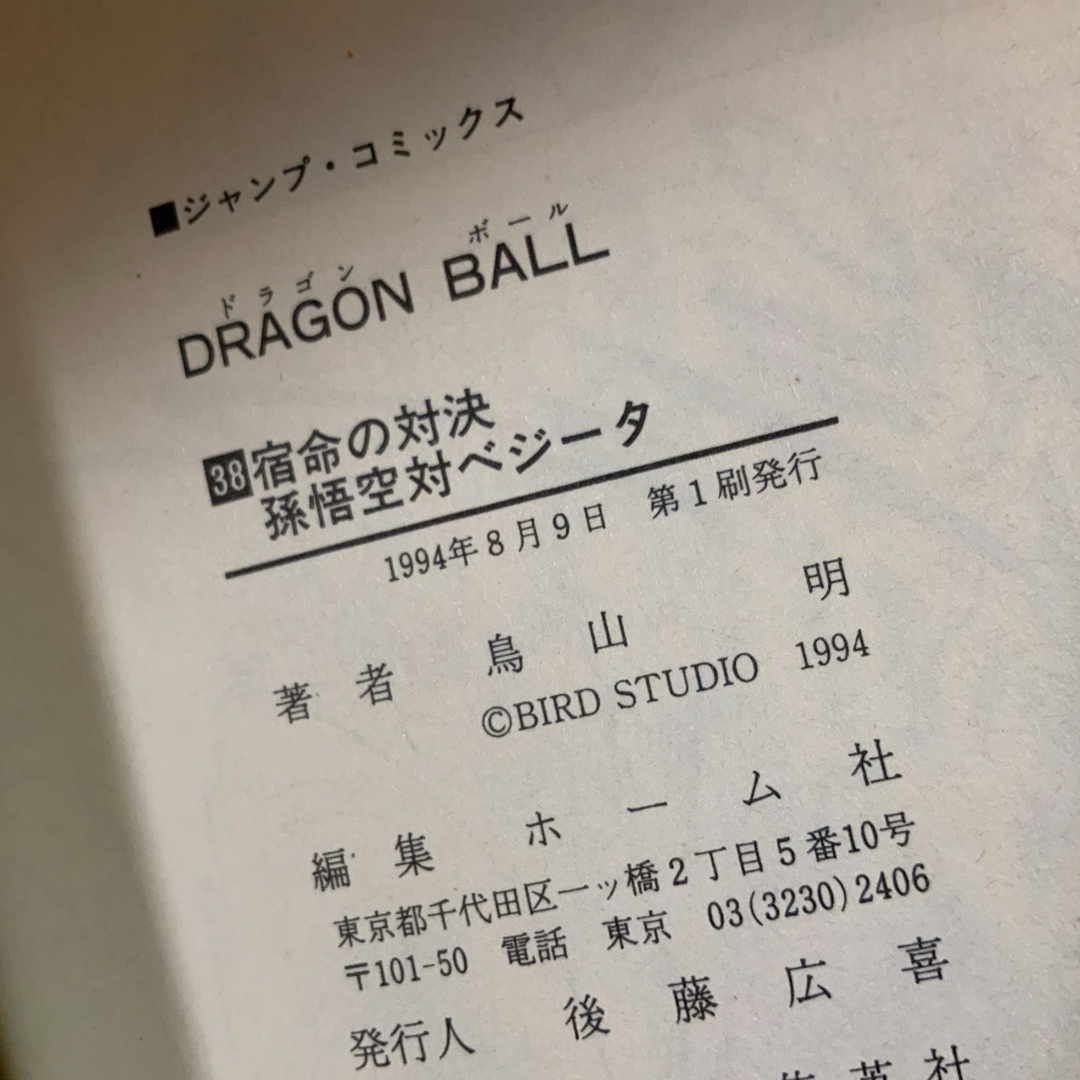 ■ジャンプ・コミックス
ドラゴン ボール
DRAGON BALL
38 宿命の対決
孫悟空対ベジータ
1994年8月9日 第1刷発行
著者 鳥山明
©BIRD STUDIO 1994
編集 ホーム社
東京都千代田区一ッ橋2丁目5番10号
〒101-50 電話 東京 03(3230)2406
発行人 後藤広喜
集英社